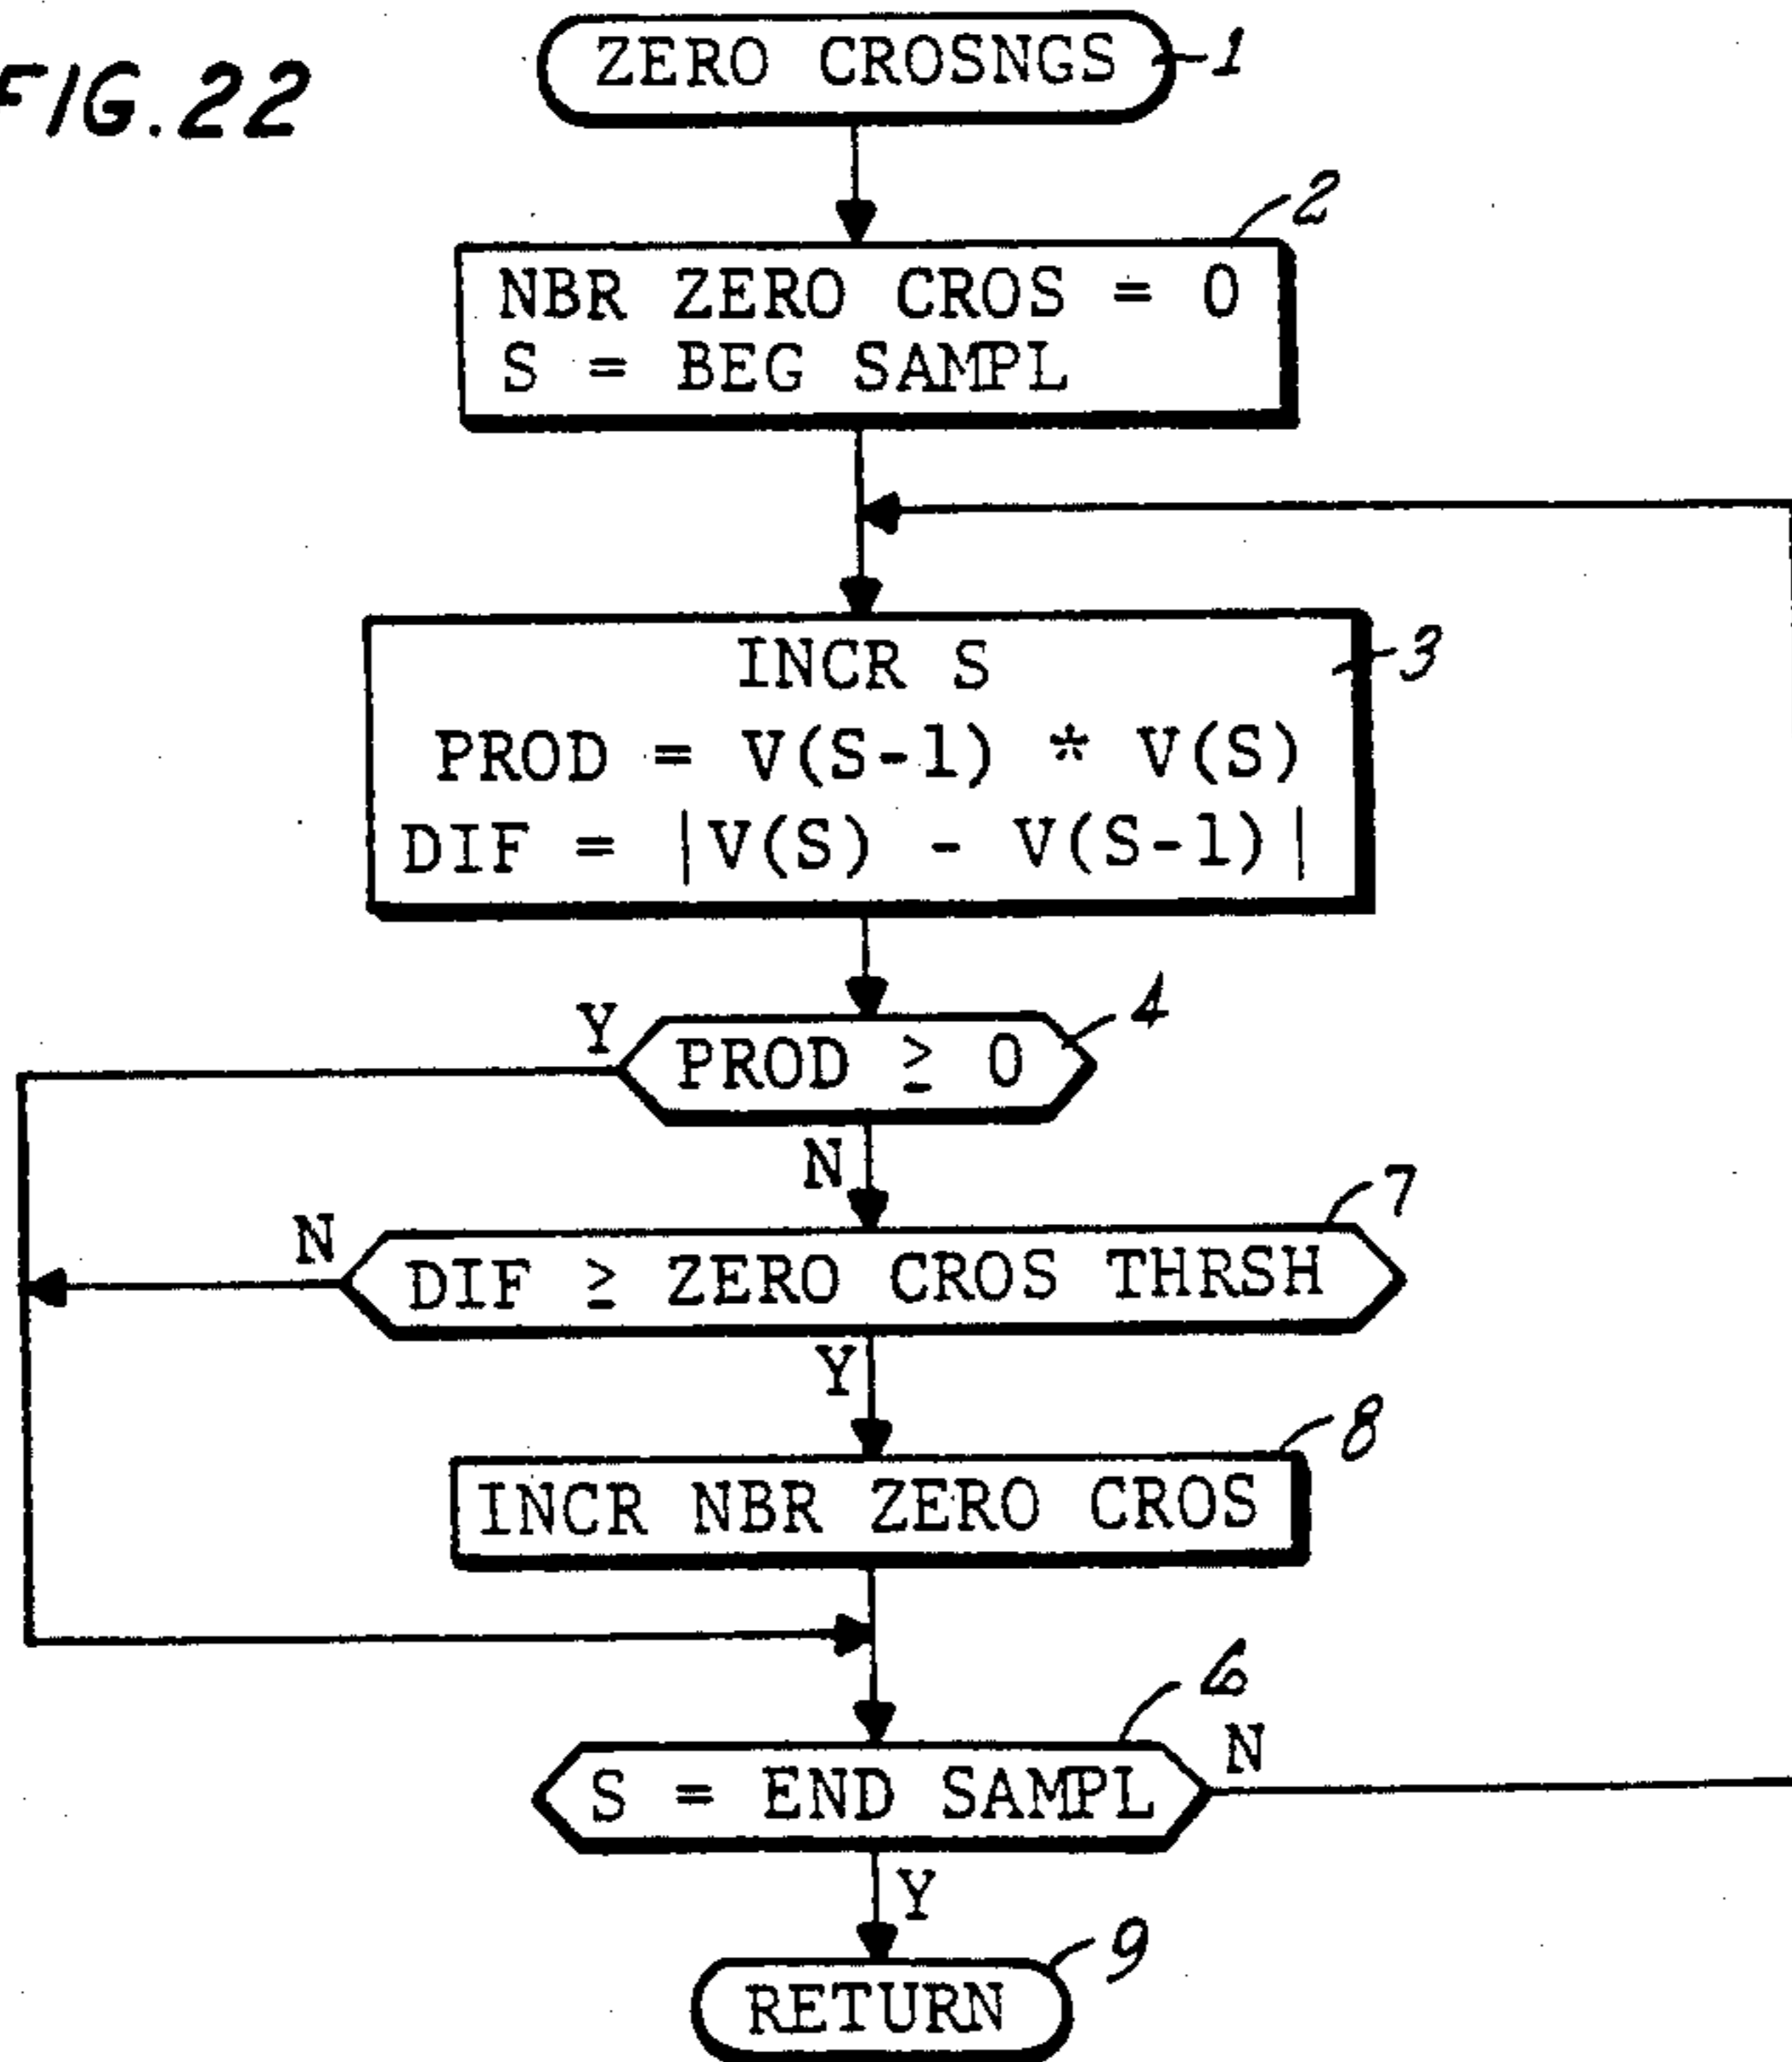 FIG.22
ZERO CROSNGS
1
2
NBR ZERO CROS = 0
S = BEG SAMPL
INCR S
3
PROD = V(S-1) * V(S)
DIF = |V(S) - V(S-1)|
4
Y
PROD ≥ 0
N
7
N
DIF ≥ ZERO CROS THRSH
Y
8
INCR NBR ZERO CROS
6
N
S = END SAMPL
Y
9
RETURN